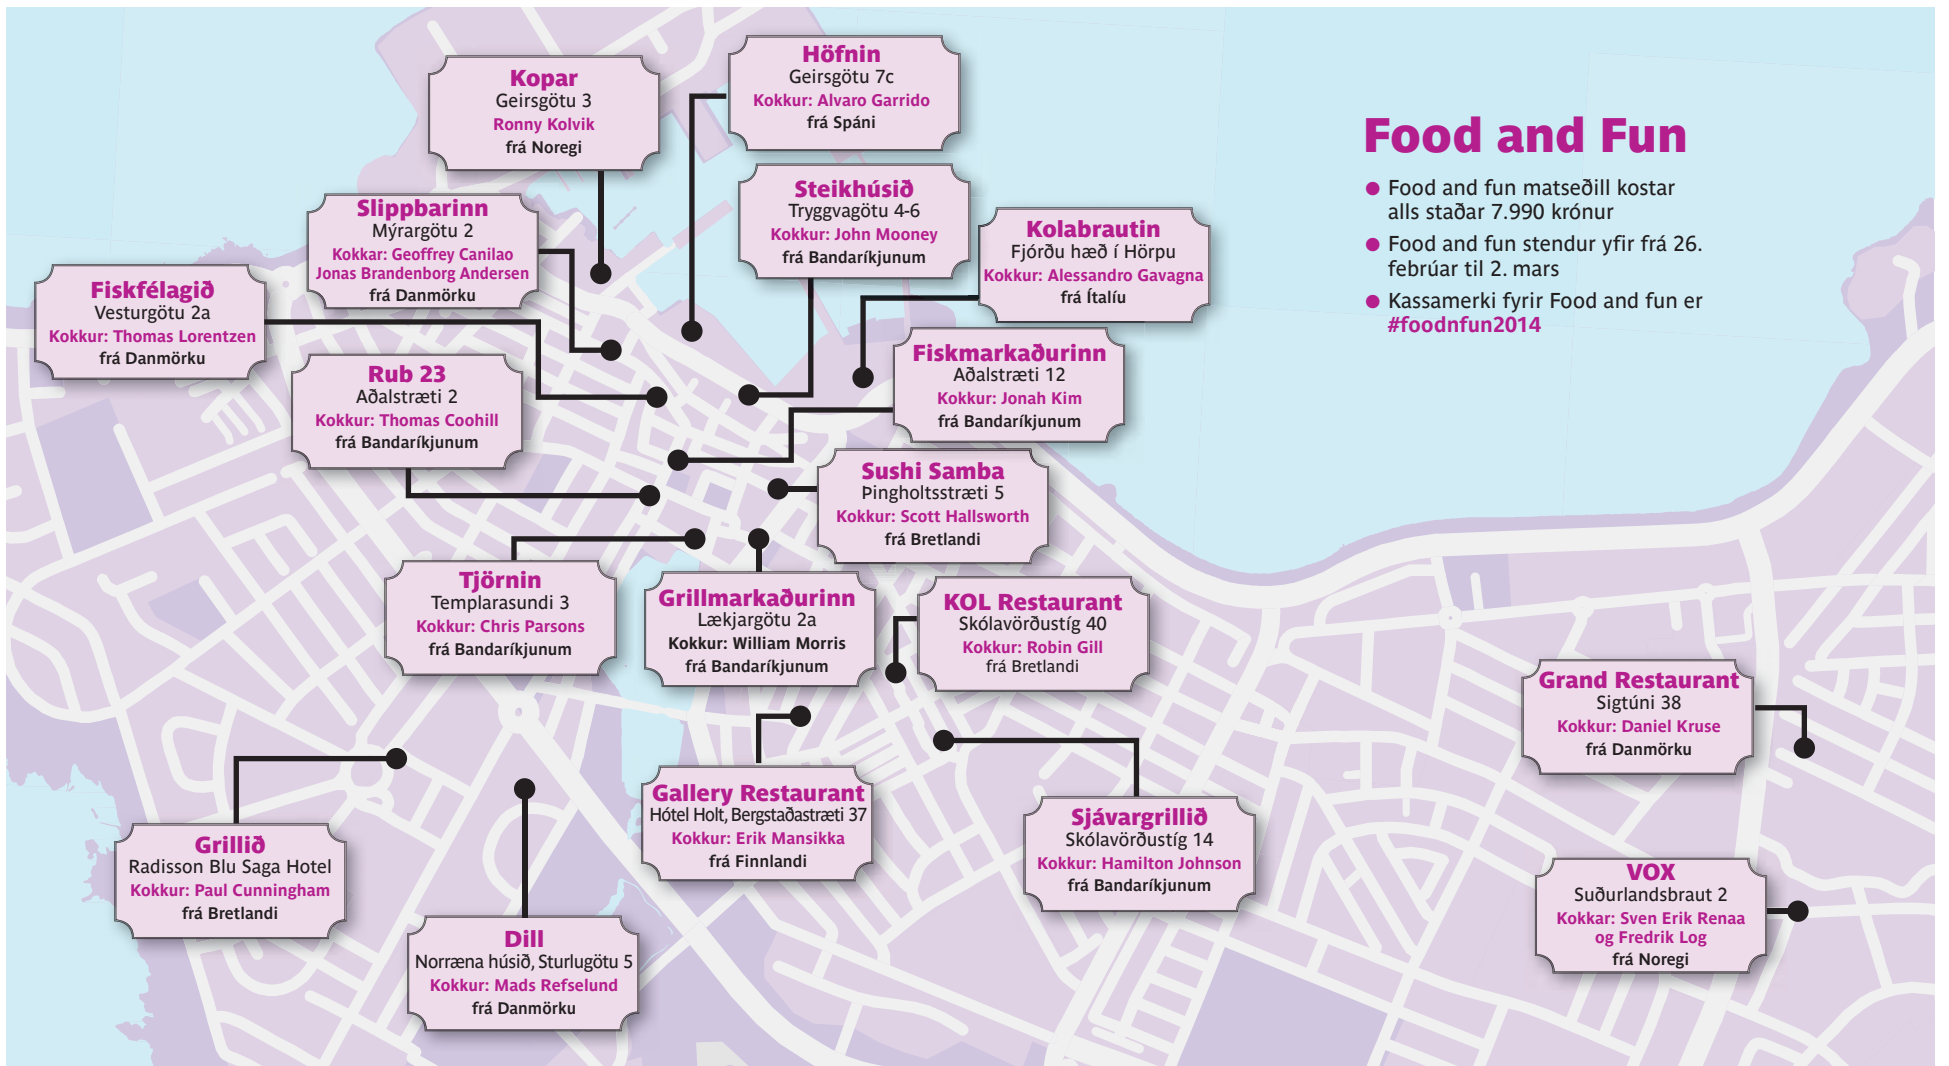 Kopar
Geirsgötu 3
Ronny Kolvik
frá Noregi
Höfnin
Geirsgötu 7c
Kokkur: Alvaro Garrido
frá Spáni
Food and Fun
Food and fun matseðill kostar
alls staðar 7.990 krónur
Food and fun stendur yfir frá 26.
febrúar til 2. mars
Kassamerki fyrir Food and fun er
#foodnfun2014
Slippbarinn
Mýrargötu 2
Kokkar: Geoffrey Canilao
Jonas Brandenborg Andersen
frá Danmörku
Steikhúsið
Tryggvagötu 4-6
Kokkur: John Mooney
frá Bandaríkjunum
Kolabrautin
Fjórðu hæð í Hörpu
Kokkur: Alessandro Gavagna
frá Ítalíu
Fiskfélagið
Vesturgötu 2a
Kokkur: Thomas Lorentzen
frá Danmörku
Rub 23
Aðalstræti 2
Kokkur: Thomas Coohill
frá Bandaríkjunum
Fiskmarkaðurinn
Aðalstræti 12
Kokkur: Jonah Kim
frá Bandaríkjunum
Sushi Samba
Þingholtsstræti 5
Kokkur: Scott Hallsworth
frá Bretlandi
Tjörnin
Templarasundi 3
Kokkur: Chris Parsons
frá Bandaríkjunum
Grillmarkaðurinn
Lækjargötu 2a
Kokkur: William Morris
frá Bandaríkjunum
KOL Restaurant
Skólavörðustíg 40
Kokkur: Robin Gill
frá Bretlandi
Grand Restaurant
Sigtúni 38
Kokkur: Daniel Kruse
frá Danmörku
Gallery Restaurant
Hótel Holt, Bergstaðastræti 37
Kokkur: Erik Mansikka
frá Finnlandi
Sjávargrillið
Skólavörðustíg 14
Kokkur: Hamilton Johnson
frá Bandaríkjunum
Grillið
Radisson Blu Saga Hotel
Kokkur: Paul Cunningham
frá Bretlandi
VOX
Suðurlandsbraut 2
Kokkar: Sven Erik Renaa
og Fredrik Log
frá Noregi
Dill
Norræna húsið, Sturlugötu 5
Kokkur: Mads Refselund
frá Danmörku